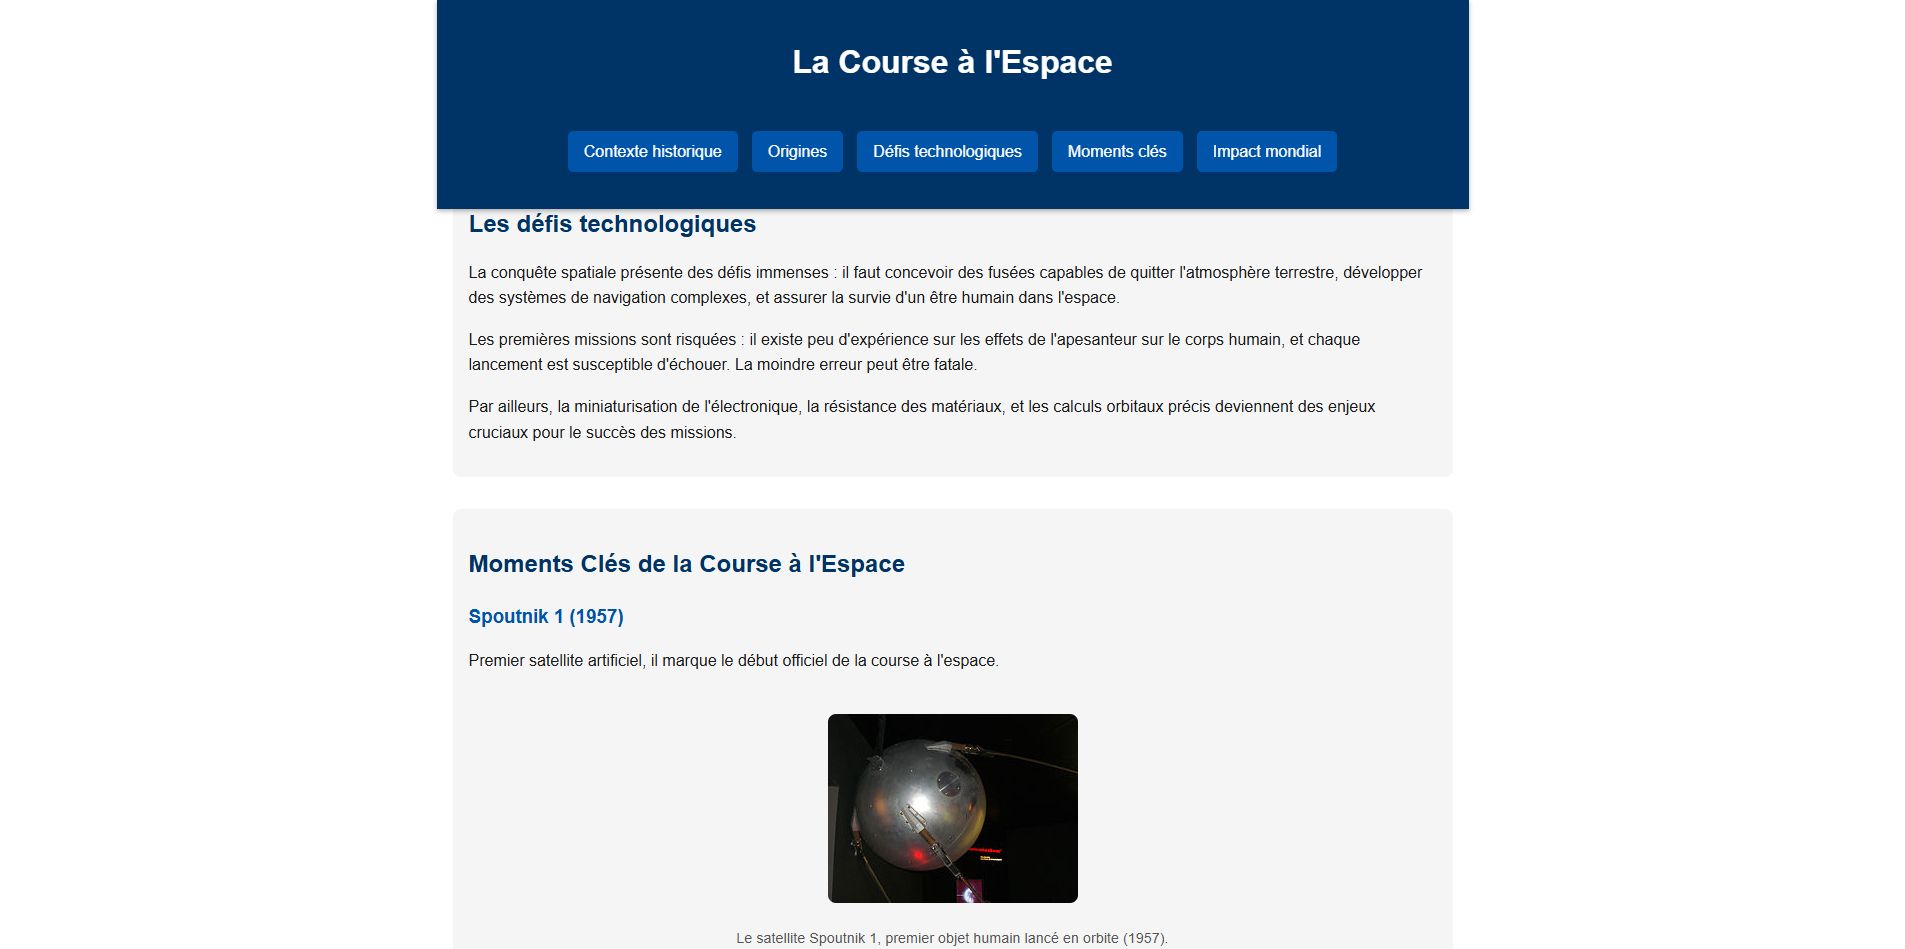 La Course à l'Espace
Contexte historique
Origines
Défis technologiques
Moments clés
Impact mondial
Les défis technologiques
La conquête spatiale présente des défis immenses : il faut concevoir des fusées capables de quitter l'atmosphère terrestre, développer
des systèmes de navigation complexes, et assurer la survie d'un être humain dans l'espace.
Les premières missions sont risquées : il existe peu d'expérience sur les effets de l'apesanteur sur le corps humain, et chaque
lancement est susceptible d'échouer. La moindre erreur peut être fatale.
Par ailleurs, la miniaturisation de l'électronique, la résistance des matériaux, et les calculs orbitaux précis deviennent des enjeux
cruciaux pour le succès des missions.
Moments Clés de la Course à l'Espace
Spoutnik 1 (1957)
Premier satellite artificiel, il marque le début officiel de la course à l'espace.
Le satellite Spoutnik 1, premier objet humain lancé en orbite (1957).